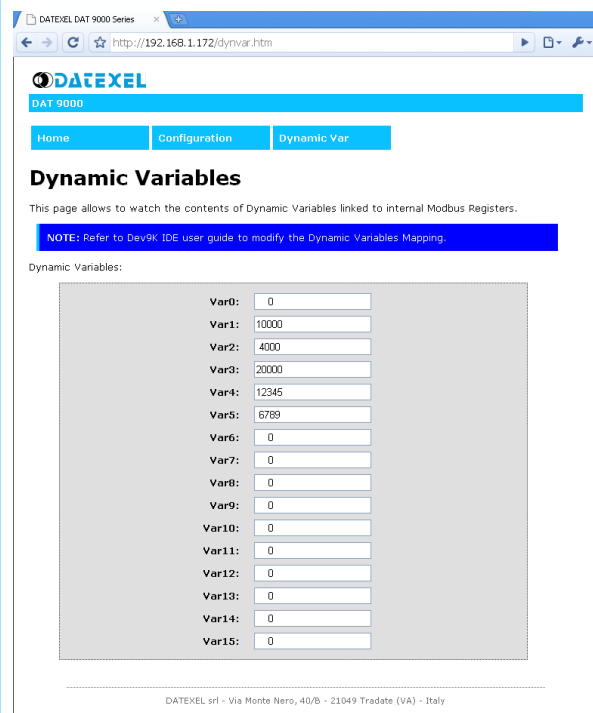 DATEXEL DAT 9000 Series
http://192.168.1.172/dynvar.htm
DATEXEL
DAT 9000
Home Configuration Dynamic Var
Dynamic Variables
This page allows to watch the contents of Dynamic Variables linked to internal Modbus Registers.
NOTE: Refer to Dev9K IDE user guide to modify the Dynamic Variables Mapping.
Dynamic Variables:
Var0: 0
Var1: 10000
Var2: 4000
Var3: 20000
Var4: 12345
Var5: 6789
Var6: 0
Var7: 0
Var8: 0
Var9: 0
Var10: 0
Var11: 0
Var12: 0
Var13: 0
Var14: 0
Var15: 0
DATEXEL srl - Via Monte Nero, 40/B - 21049 Tradate (VA) - Italy